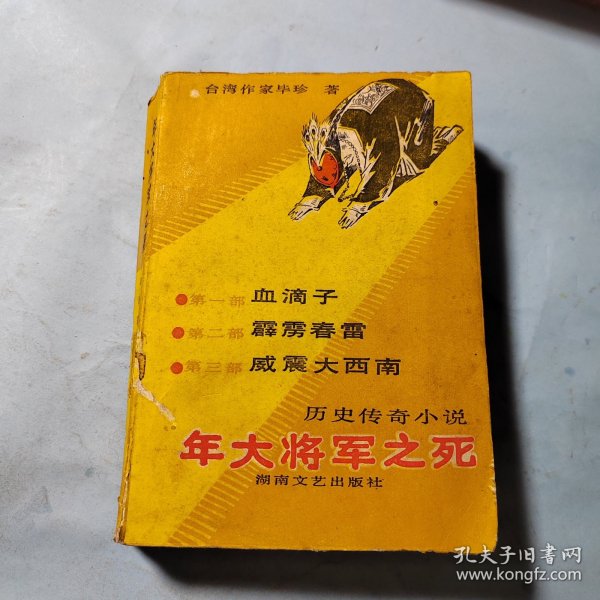 台湾作家毕珍 著
●第一部 血滴子
●第二部 霹雳春雷
●第三部 威震大西南
历史传奇小说
年大将军之死
湖南文艺出版社
孔夫子旧书网
www.kongfz.com